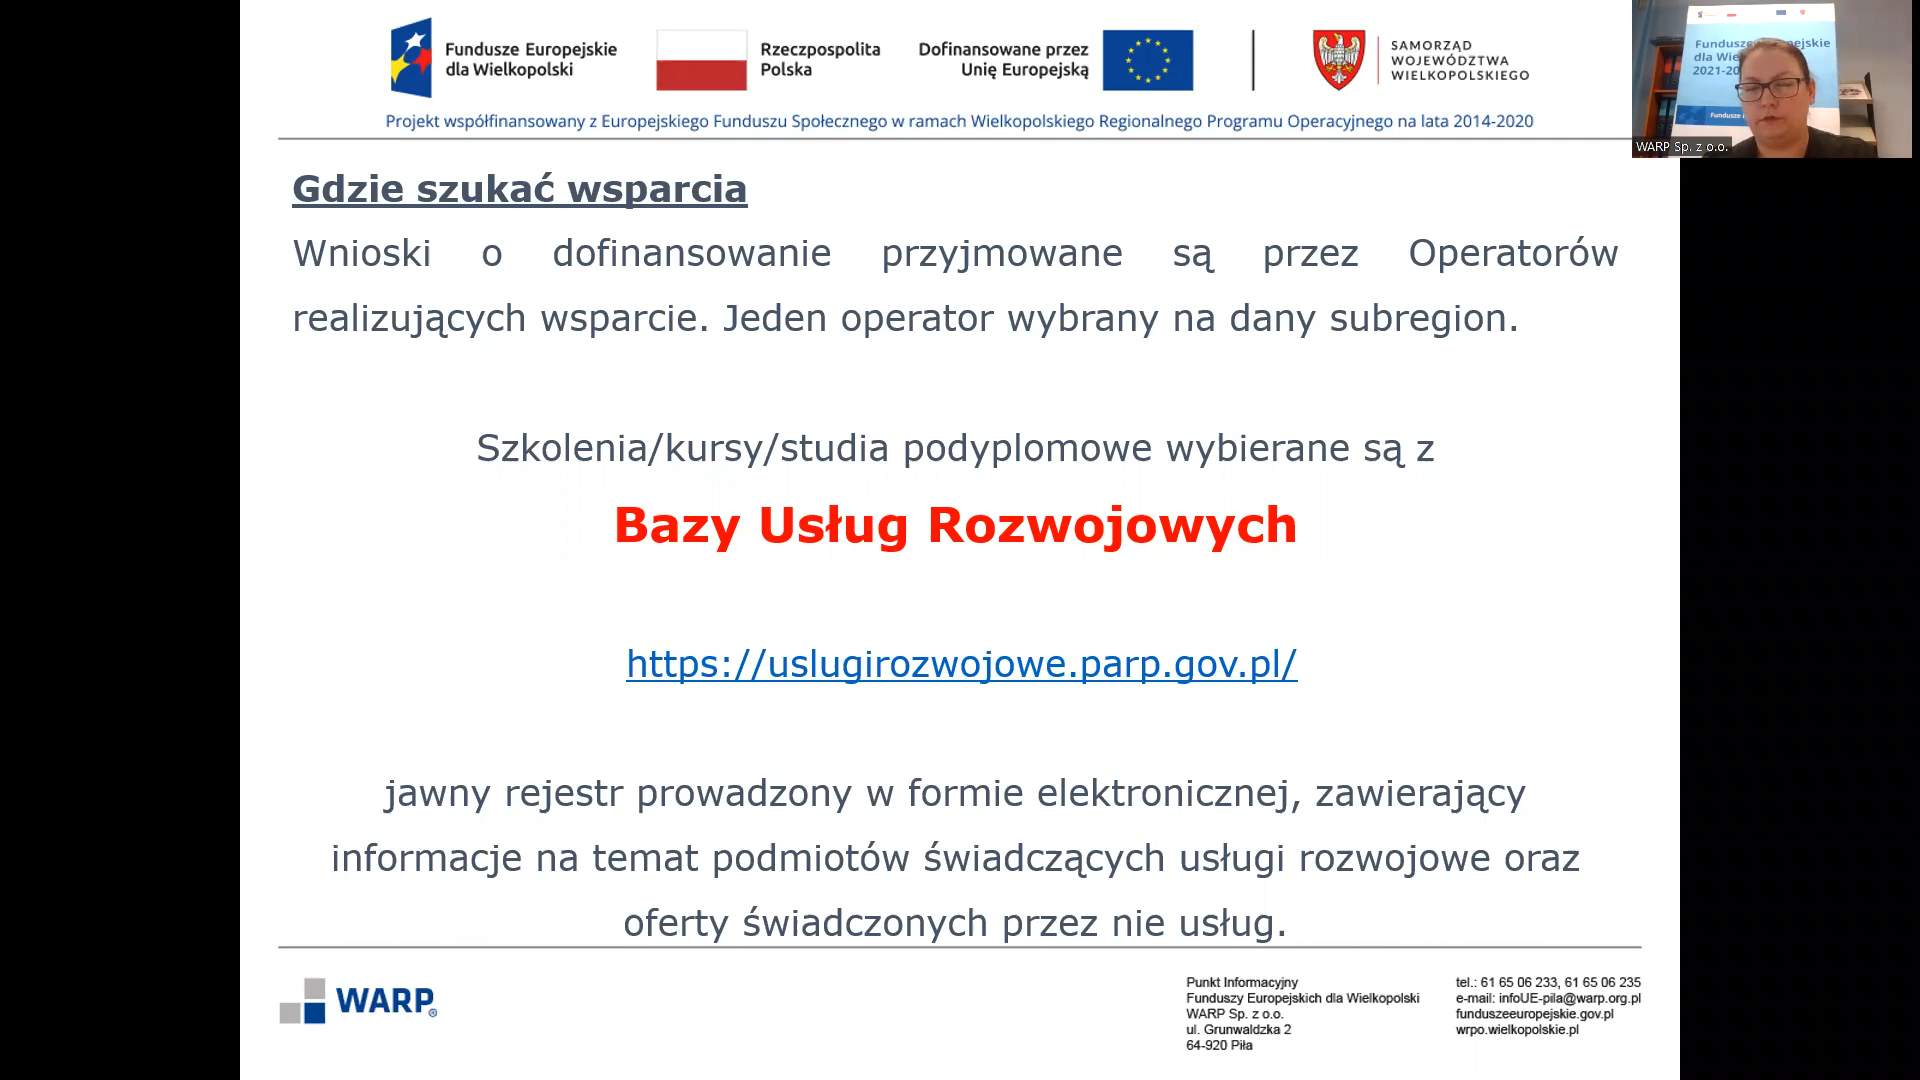 Fundusze Europejskie
dla Wielkopolski
Rzeczpospolita
Polska
Dofinansowane przez
Unię Europejską
SAMORZĄD
WOJEWÓDZTWA
WIELKOPOLSKIEGO
Projekt współfinansowany z Europejskiego Funduszu Społecznego w ramach Wielkopolskiego Regionalnego Programu Operacyjnego na lata 2014-2020
WARP Sp. z o.o.
Gdzie szukać wsparcia
Wnioski o dofinansowanie przyjmowane są przez Operatorów
realizujących wsparcie. Jeden operator wybrany na dany subregion.
Szkolenia/kursy/studia podyplomowe wybierane są z
Bazy Usług Rozwojowych
https://uslugirozwojowe.parp.gov.pl/
jawny rejestr prowadzony w formie elektronicznej, zawierający
informacje na temat podmiotów świadczących usługi rozwojowe oraz
oferty świadczonych przez nie usług.
WARP®
Punkt Informacyjny
Funduszy Europejskich dla Wielkopolski
WARP Sp. z o.o.
ul. Grunwaldzka 2
64-920 Piła
tel.: 61 65 06 233, 61 65 06 235
e-mail: infoUE-pila@warp.org.pl
funduszeeuropejskie.gov.pl
wrpo.wielkopolskie.pl